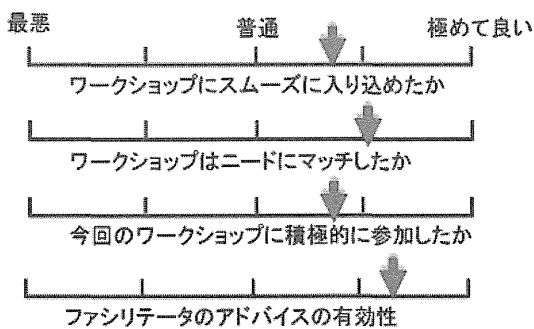 最悪 普通 極めて良い
ワークショップにスムーズに入り込めたか
ワークショップはニードにマッチしたか
今回のワークショップに積極的に参加したか
ファシリテータのアドバイスの有効性